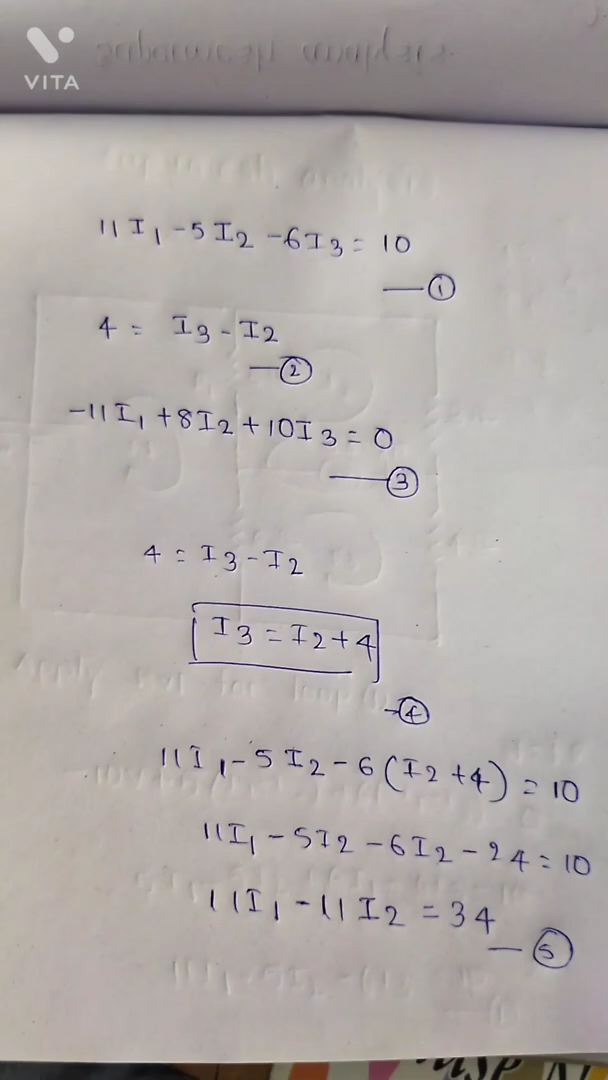 VITA
11I1 -5I2 -6I3 = 10
—①
4 = I3 - I2
—②
-11I1 +8I2 +10I3 = 0
—③
4 = I3 - I2
I3 = I2 + 4
—④
11I1 -5I2 -6(I2 +4) = 10
11I1 -5I2 -6I2 -24 = 10
11I1 -11I2 = 34
—⑤